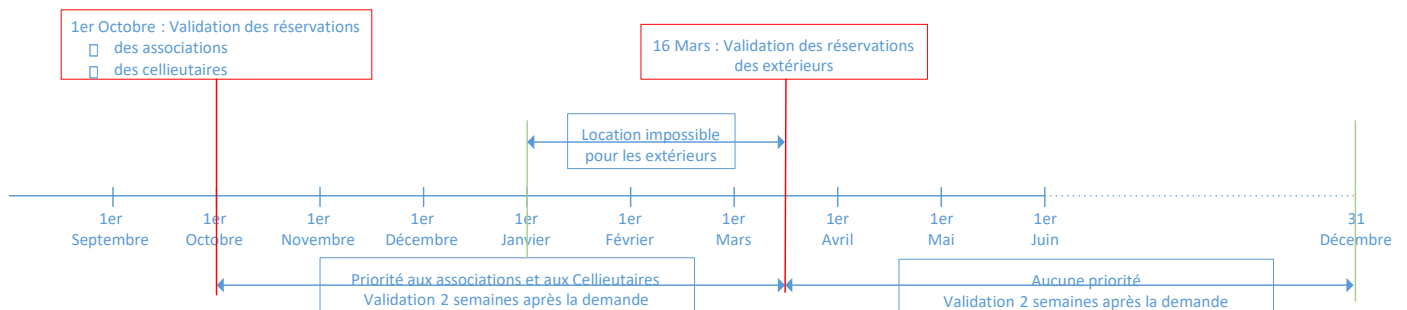 1er Octobre : Validation des réservations
des associations
des cellieutaires
16 Mars : Validation des réservations
des extérieurs
Location impossible
pour les extérieurs
1er
Septembre
1er
Octobre
1er
Novembre
1er
Décembre
1er
Janvier
1er
Février
1er
Mars
1er
Avril
1er
Mai
1er
Juin
31
Décembre
Priorité aux associations et aux Cellieutaires
Validation 2 semaines après la demande
Aucune priorité
Validation 2 semaines après la demande